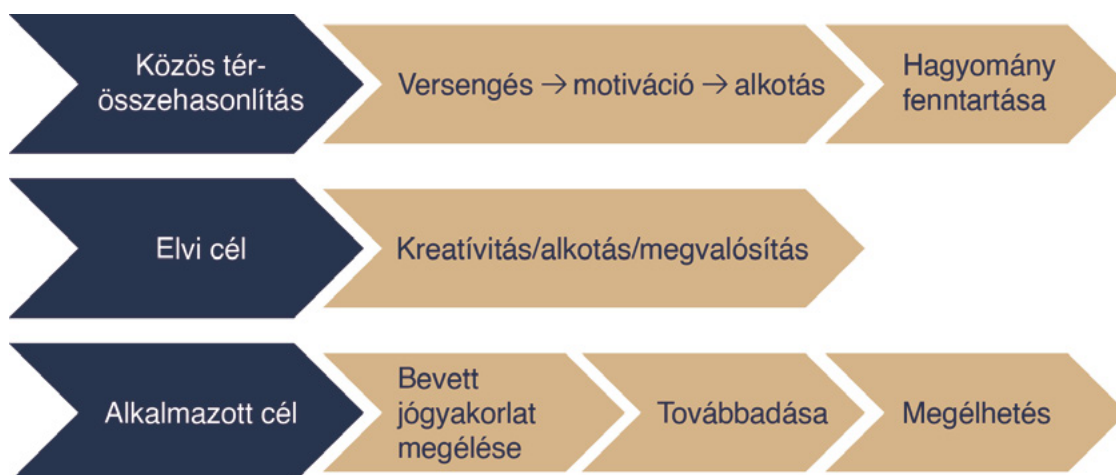 Közös tér-
összehasonlítás
Versengés → motiváció → alkotás
Hagyomány
fenntartása
Elvi cél
Kreatívitás/alkotás/megvalósítás
Alkalmazott cél
Bevett
jógyakorlat
megélése
Továbbadása
Megélhetés